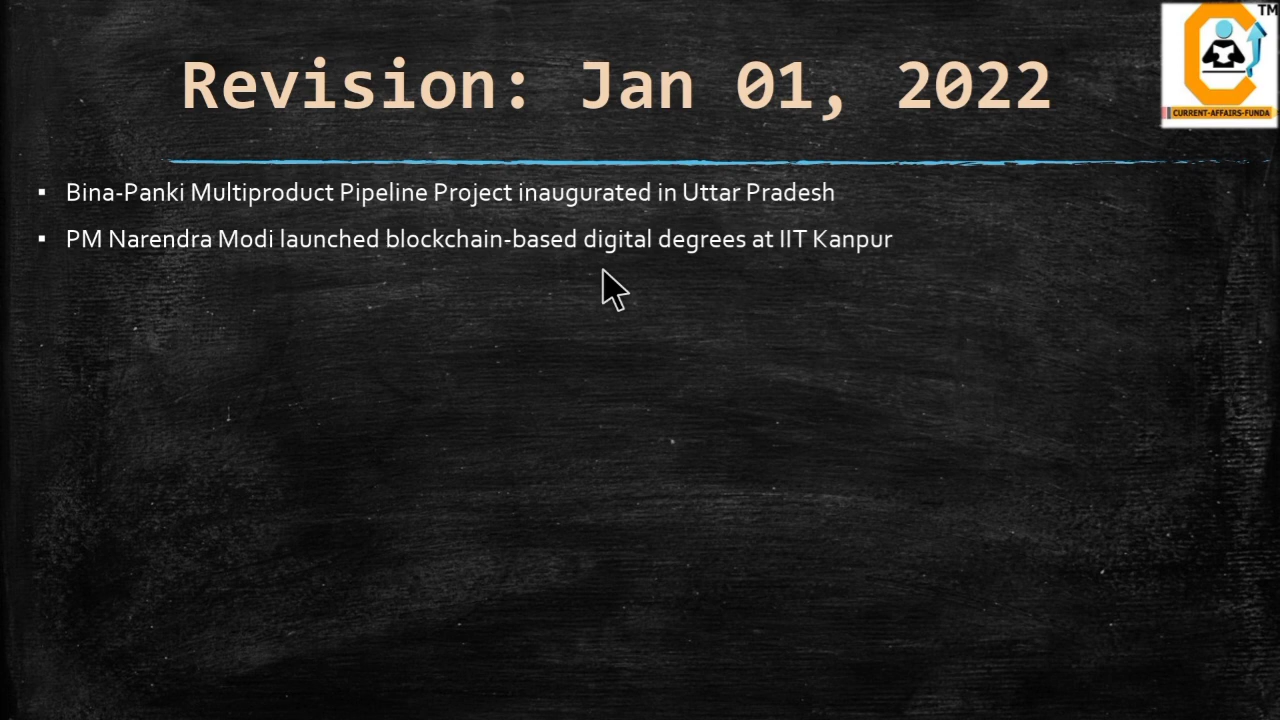 TM
CURRENT-AFFAIRS-FUNDA
Revision: Jan 01, 2022
▪ Bina-Panki Multiproduct Pipeline Project inaugurated in Uttar Pradesh
▪ PM Narendra Modi launched blockchain-based digital degrees at IIT Kanpur